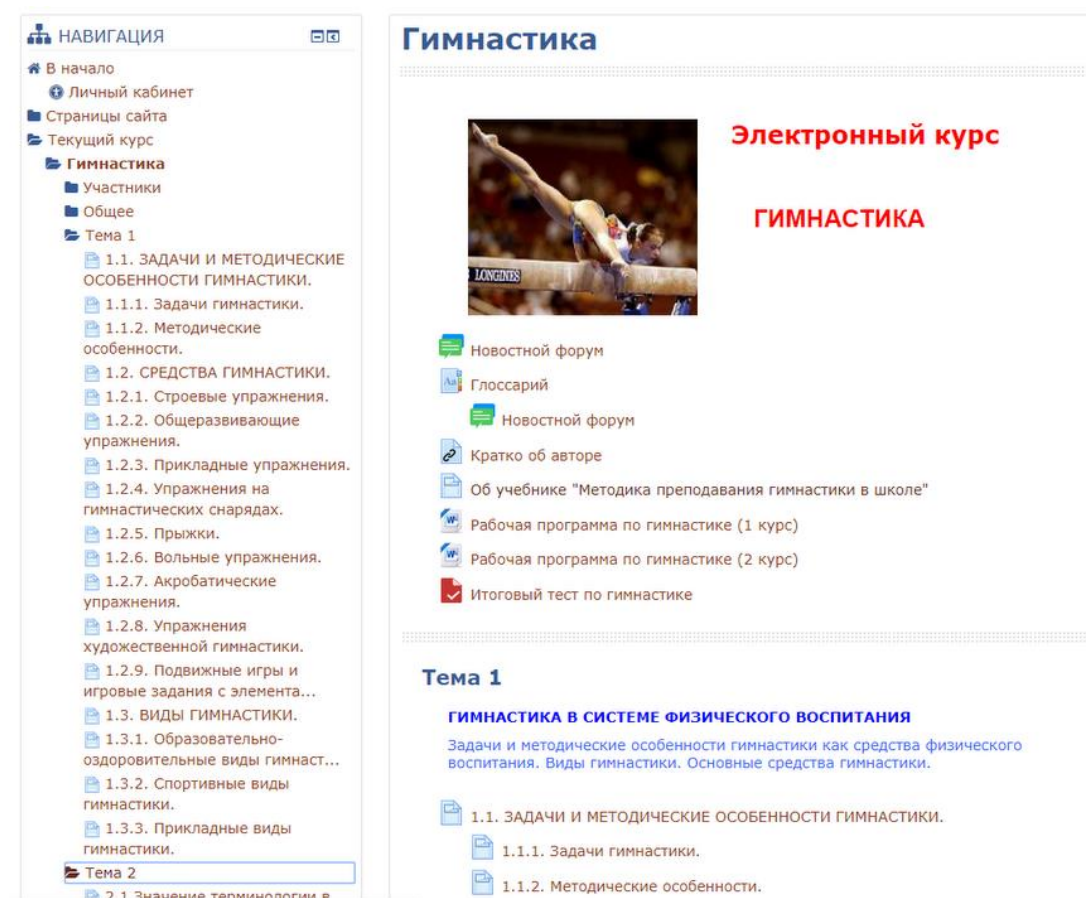 НАВИГАЦИЯ
В начало
Личный кабинет
Страницы сайта
Текущий курс
Гимнастика
Участники
Общее
Тема 1
1.1. ЗАДАЧИ И МЕТОДИЧЕСКИЕ
ОСОБЕННОСТИ ГИМНАСТИКИ.
1.1.1. Задачи гимнастики.
1.1.2. Методические
особенности.
1.2. СРЕДСТВА ГИМНАСТИКИ.
1.2.1. Строевые упражнения.
1.2.2. Общеразвивающие
упражнения.
1.2.3. Прикладные упражнения.
1.2.4. Упражнения на
гимнастических снарядах.
1.2.5. Прыжки.
1.2.6. Вольные упражнения.
1.2.7. Акробатические
упражнения.
1.2.8. Упражнения
художественной гимнастики.
1.2.9. Подвижные игры и
игровые задания с элемента...
1.3. ВИДЫ ГИМНАСТИКИ.
1.3.1. Образовательно-
оздоровительные виды гимнаст...
1.3.2. Спортивные виды
гимнастики.
1.3.3. Прикладные виды
гимнастики.
Тема 2
2.1 Значение терминологии в
Гимнастика
Электронный курс
ГИМНАСТИКА
LONGINES
Новостной форум
Aa Глоссарий
Новостной форум
Кратко об авторе
Об учебнике "Методика преподавания гимнастики в школе"
W Рабочая программа по гимнастике (1 курс)
W Рабочая программа по гимнастике (2 курс)
Итоговый тест по гимнастике
Тема 1
ГИМНАСТИКА В СИСТЕМЕ ФИЗИЧЕСКОГО ВОСПИТАНИЯ
Задачи и методические особенности гимнастики как средства физического
воспитания. Виды гимнастики. Основные средства гимнастики.
1.1. ЗАДАЧИ И МЕТОДИЧЕСКИЕ ОСОБЕННОСТИ ГИМНАСТИКИ.
1.1.1. Задачи гимнастики.
1.1.2. Методические особенности.